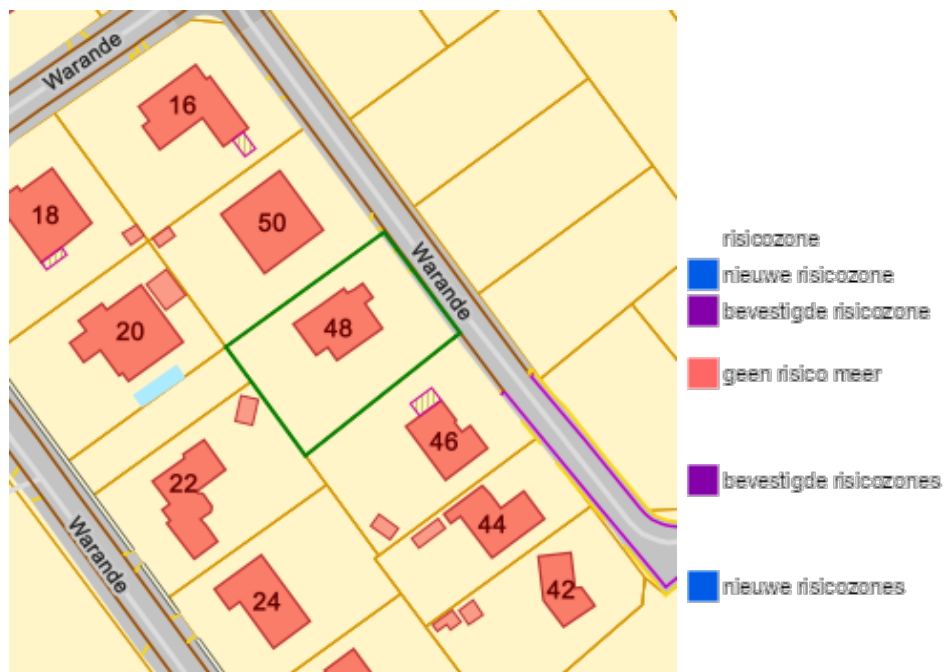 Warande
16
18
50
Warande
20
48
46
22
44
Warande
24
42
risicozone
nieuwe risicozone
bevestigde risicozone
geen risico meer
bevestigde risicozones
nieuwe risicozones